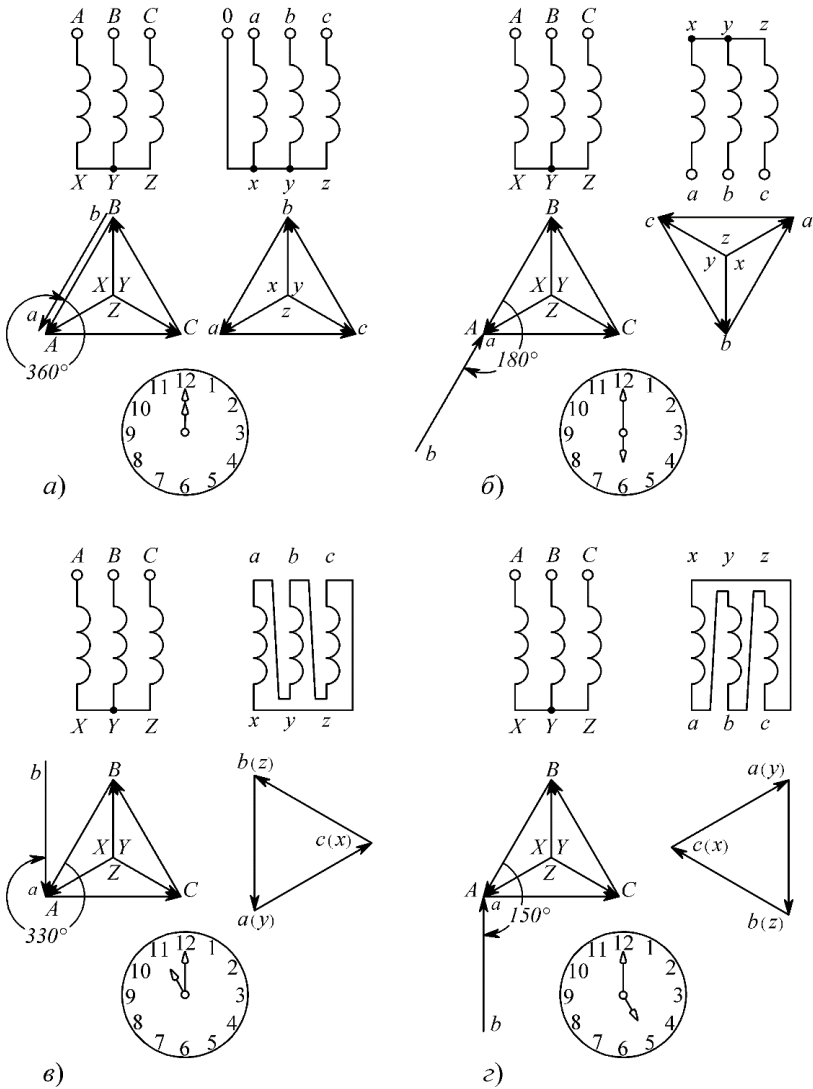 A B C 0 a b c
X Y Z x y z
B
b
X Y
Z
a
A C
360°
b
x y
z
a c
12
11 1
10 2
9 3
8 4
7 5
6
а)
A B C x y z
X Y Z a b c
B
X Y
Z
A
a
C
180°
b
c a
z
y x
b
12
11 1
10 2
9 3
8 4
7 5
6
б)
A B C a b c
X Y Z x y z
b
B
X Y
Z
a
A C
330°
b(z)
c(x)
a(y)
12
11 1
10 2
9 3
8 4
7 5
6
в)
A B C x y z
X Y Z a b c
B
X Y
Z
A
a
C
150°
b
a(y)
c(x)
b(z)
12
11 1
10 2
9 3
8 4
7 5
6
г)